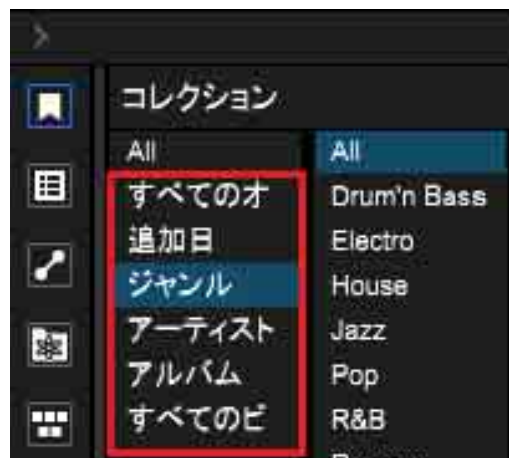 コレクション
All
すべてのオ
追加日
ジャンル
アーティスト
アルバム
すべてのビ
All
Drum'n Bass
Electro
House
Jazz
Pop
R&B